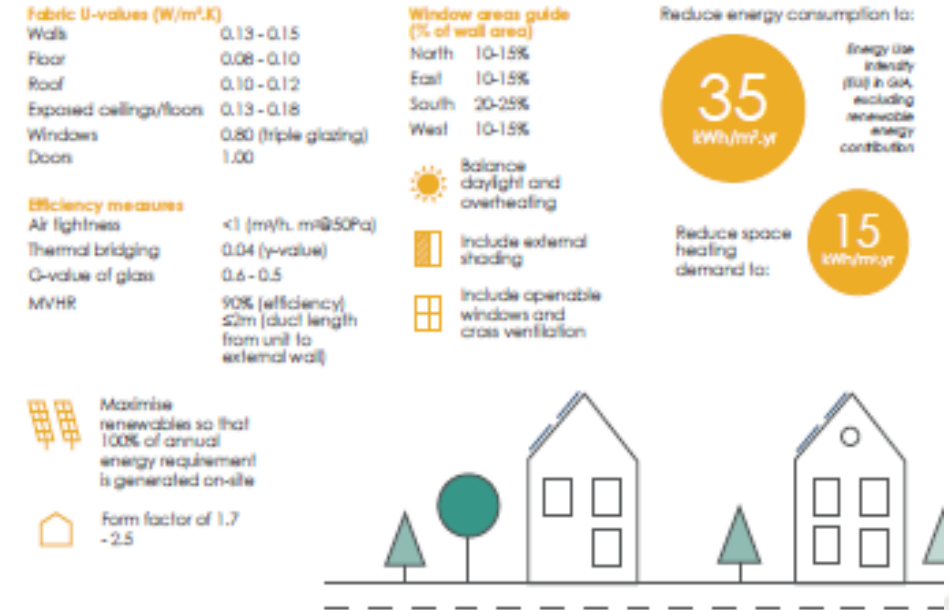 Fabric U-values (W/m².K)
Walls 0.13 - 0.15
Floor 0.08 - 0.10
Roof 0.10 - 0.12
Exposed ceilings/floors 0.13 - 0.18
Windows 0.80 (triple glazing)
Doors 1.00
Efficiency measures
Air tightness <1 (m³/h. m²@50Pa)
Thermal bridging 0.04 (y-value)
G-value of glass 0.6 - 0.5
MVHR 90% (efficiency)
≤2m (duct length
from unit to
external wall)
Maximise
renewables so that
100% of annual
energy requirement
is generated on-site
Form factor of 1.7
- 2.5
Window areas guide
(% of wall area)
North 10-15%
East 10-15%
South 20-25%
West 10-15%
Balance
daylight and
overheating
Include external
shading
Include openable
windows and
cross ventilation
Reduce energy consumption to:
35
kWh/m².yr
Energy Use
Intensity
(EUI) in GIA,
excluding
renewable
energy
contribution
Reduce space
heating
demand to:
15
kWh/m².yr